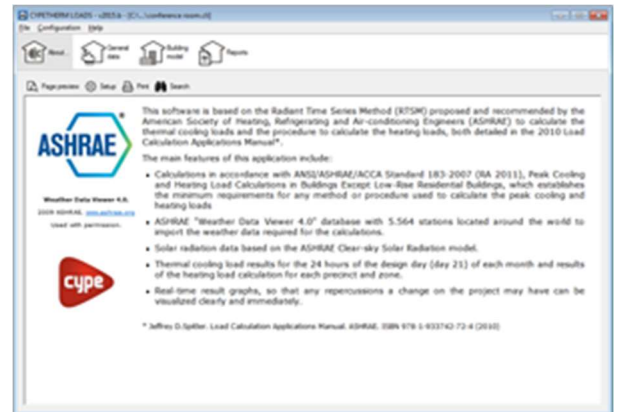 CYPETHERM LOADS - v2015.b - [C:\...\conference room.ctl]
File Configuration Help
About... General data Building model Reports
Page preview Setup Print Search
ASHRAE
Weather Data Viewer 4.0.
2009 ASHRAE, www.ashrae.org
Used with permission.
cype
This software is based on the Radiant Time Series Method (RTSM) proposed and recommended by the
American Society of Heating, Refrigerating and Air-conditioning Engineers (ASHRAE) to calculate the
thermal cooling loads and the procedure to calculate the heating loads, both detailed in the 2010 Load
Calculation Applications Manual*.
The main features of this application include:
• Calculations in accordance with ANSI/ASHRAE/ACCA Standard 183-2007 (RA 2011), Peak Cooling
and Heating Load Calculations in Buildings Except Low-Rise Residential Buildings, which establishes
the minimum requirements for any method or procedure used to calculate the peak cooling and
heating loads
• ASHRAE "Weather Data Viewer 4.0" database with 5.564 stations located around the world to
import the weather data required for the calculations.
• Solar radiation data based on the ASHRAE Clear-sky Solar Radiation model.
• Thermal cooling load results for the 24 hours of the design day (day 21) of each month and results
of the heating load calculation for each precinct and zone.
• Real-time result graphs, so that any repercussions a change on the project may have can be
visualized clearly and immediately.
* Jeffrey D.Spitler. Load Calculation Applications Manual. ASHRAE. ISBN 978-1-933742-72-4 (2010)